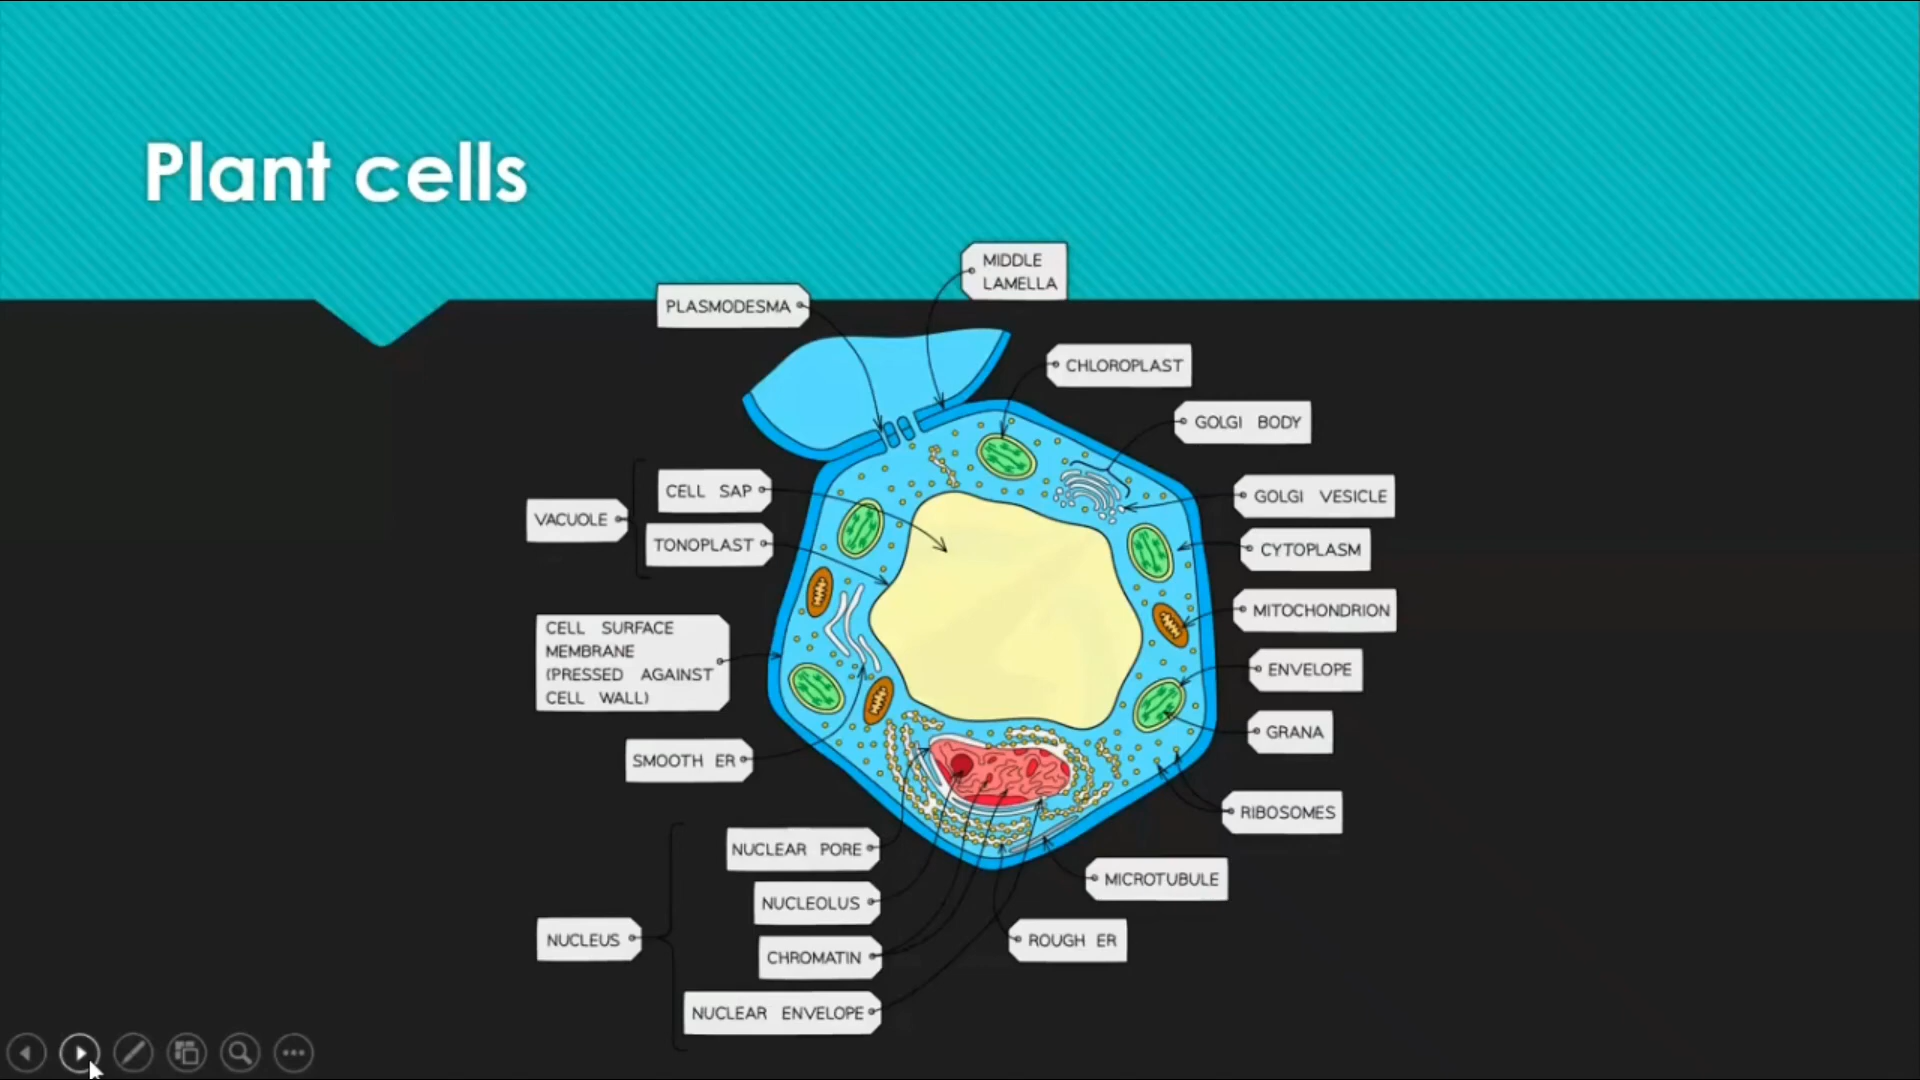 Plant cells
MIDDLE
LAMELLA
PLASMODESMA
CHLOROPLAST
GOLGI BODY
CELL SAP
GOLGI VESICLE
VACUOLE
TONOPLAST
CYTOPLASM
MITOCHONDRION
CELL SURFACE
MEMBRANE
(PRESSED AGAINST
CELL WALL)
ENVELOPE
GRANA
SMOOTH ER
RIBOSOMES
NUCLEAR PORE
MICROTUBULE
NUCLEOLUS
NUCLEUS
ROUGH ER
CHROMATIN
NUCLEAR ENVELOPE